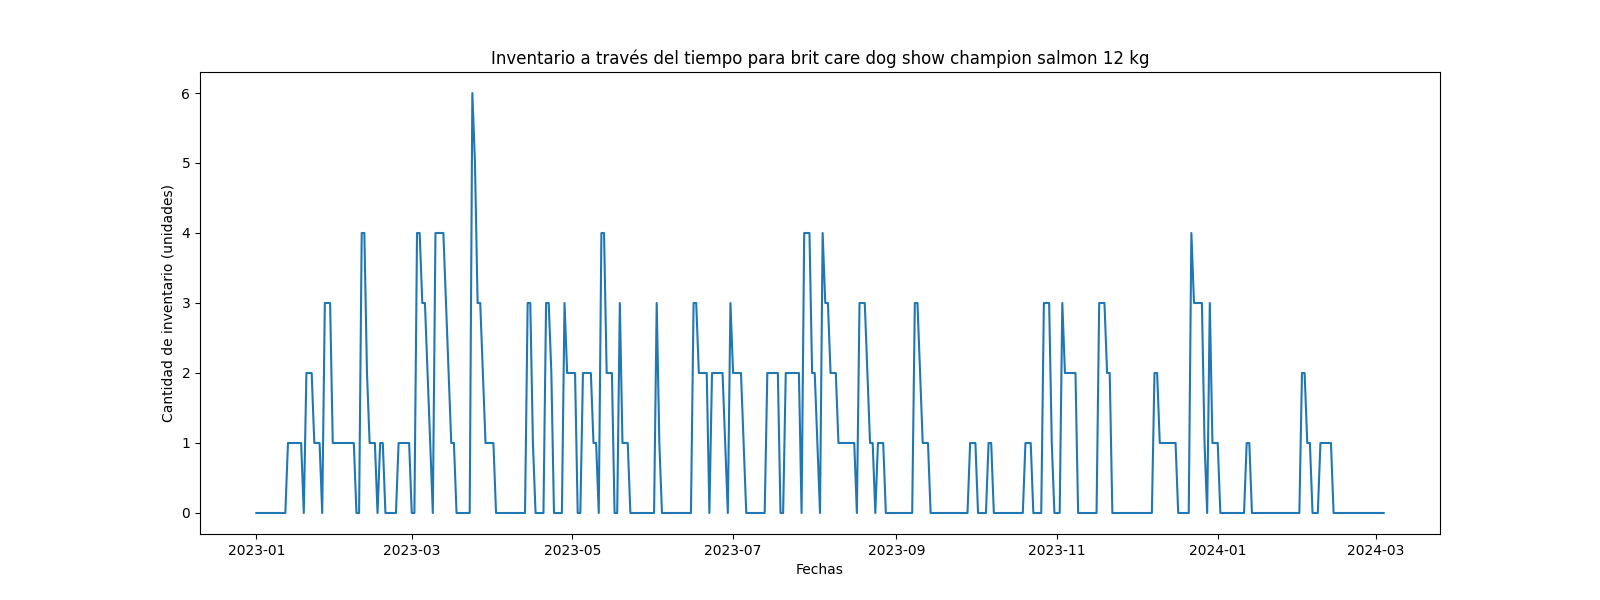 Inventario a través del tiempo para brit care dog show champion salmon 12 kg
Cantidad de inventario (unidades)
6
5
4
3
2
1
0
2023-01 2023-03 2023-05 2023-07 2023-09 2023-11 2024-01 2024-03
Fechas